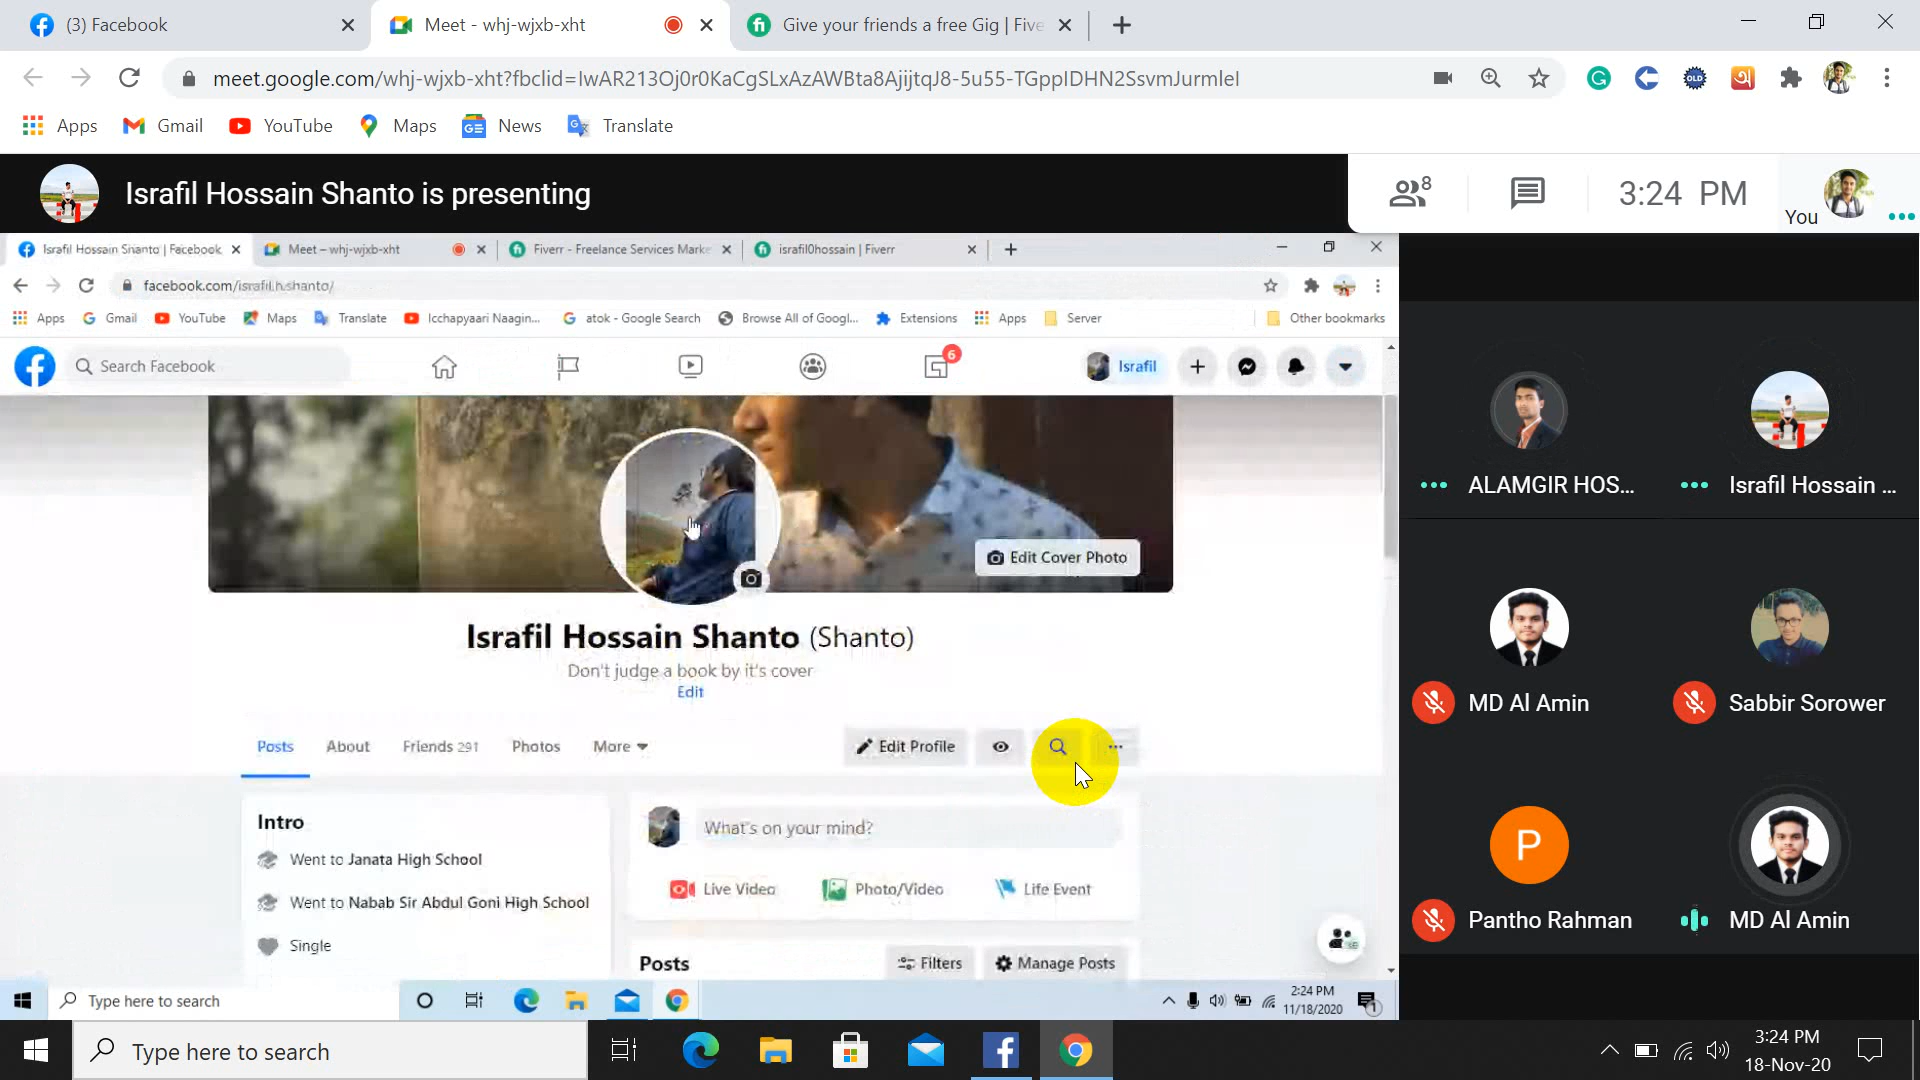 (3) Facebook
Meet - whj-wjxb-xht
Give your friends a free Gig | Five
meet.google.com/whj-wjxb-xht?fbclid=IwAR213Oj0r0KaCgSLxAzAWBta8AjijtqJ8-5u55-TGppIDHN2SsvmJurmIeI
OLD
Apps
Gmail
YouTube
Maps
News
Translate
Israfil Hossain Shanto is presenting
8
3:24 PM
You
Israfil Hossain Shanto | Facebook
Meet – whj-wjxb-xht
Fiverr - Freelance Services Marke
israfil0hossain | Fiverr
facebook.com/israfil.h.shanto/
Apps
Gmail
YouTube
Maps
Translate
Icchapyaari Naagin...
atok - Google Search
Browse All of Googl...
Extensions
Apps
Server
Other bookmarks
Search Facebook
6
Israfil
Edit Cover Photo
Israfil Hossain Shanto (Shanto)
Don't judge a book by it's cover
Edit
Posts
About
Friends 291
Photos
More
Edit Profile
Intro
Went to Janata High School
Went to Nabab Sir Abdul Goni High School
Single
What's on your mind?
Live Video
Photo/Video
Life Event
Posts
Filters
Manage Posts
Type here to search
2:24 PM
11/18/2020
1
ALAMGIR HOS...
Israfil Hossain ...
MD Al Amin
Sabbir Sorower
P
Pantho Rahman
MD Al Amin
Type here to search
3:24 PM
18-Nov-20